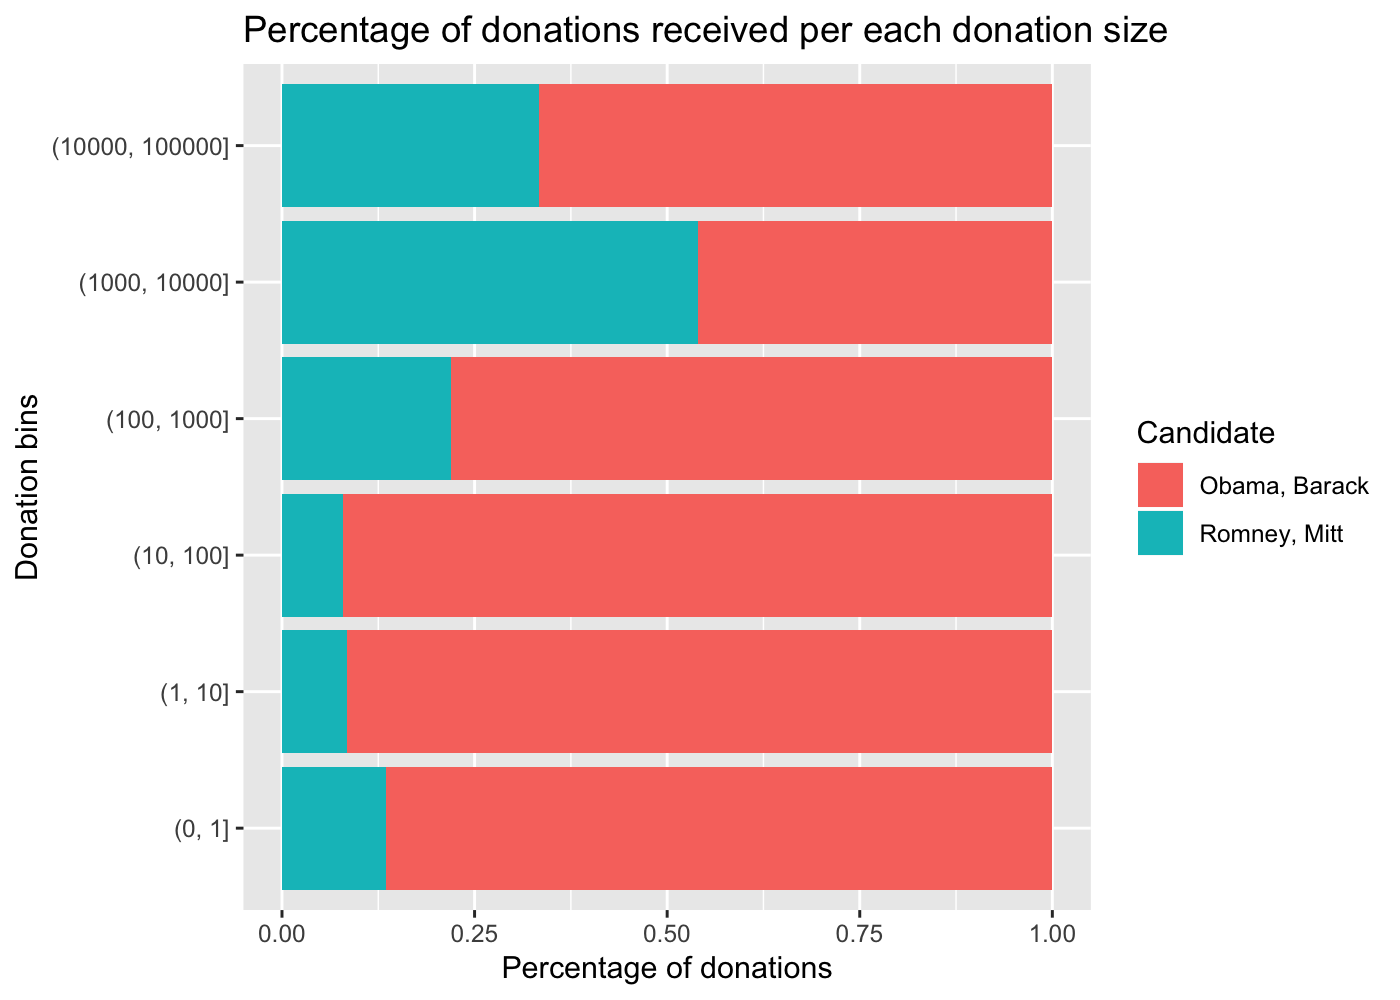 Percentage of donations received per each donation size
Donation bins
(10000, 100000]
(1000, 10000]
(100, 1000]
(10, 100]
(1, 10]
(0, 1]
0.00 0.25 0.50 0.75 1.00
Percentage of donations
Candidate
Obama, Barack
Romney, Mitt